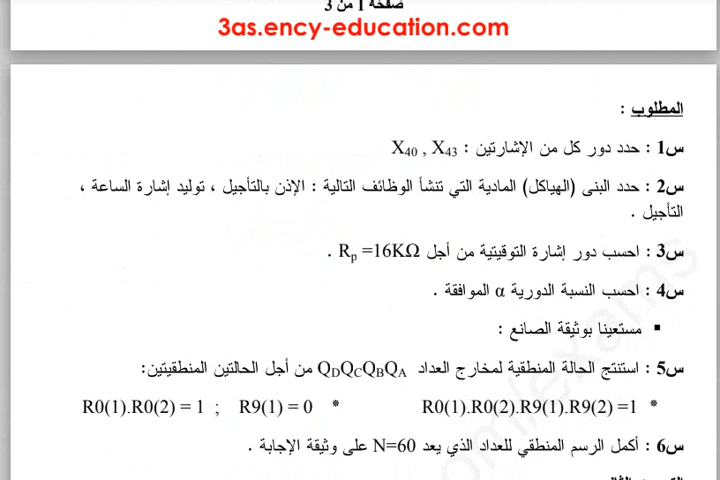 صفحة 1 من 3
3as.ency-education.com
المطلوب :
س1 : حدد دور كل من الإشارتين : X40 , X43
س2 : حدد البنى (الهياكل) المادية التي تنشأ الوظائف التالية : الإذن بالتأجيل ، توليد إشارة الساعة ،
التأجيل .
س3 : احسب دور إشارة التوقيتية من أجل Rp =16KΩ .
س4 : احسب النسبة الدورية α الموافقة .
▪ مستعينا بوثيقة الصانع :
س5 : استنتج الحالة المنطقية لمخارج العداد QDQCQBQA من أجل الحالتين المنطقيتين:
* R0(1).R0(2).R9(1).R9(2) =1 * R0(1).R0(2) = 1 ; R9(1) = 0
س6 : أكمل الرسم المنطقي للعداد الذي يعد N=60 على وثيقة الإجابة .